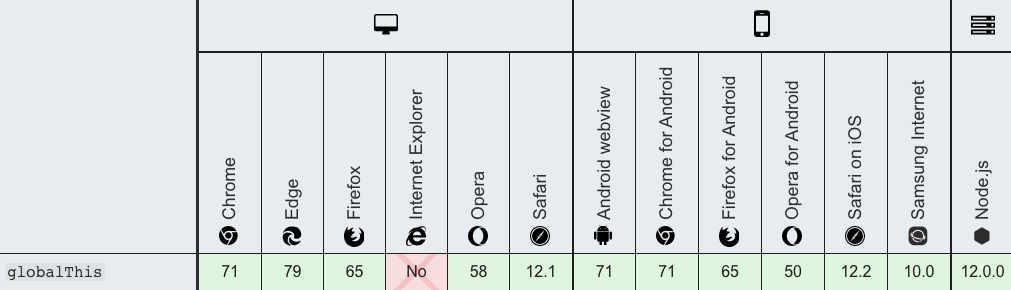 Chrome
Edge
Firefox
Internet Explorer
Opera
Safari
Android webview
Chrome for Android
Firefox for Android
Opera for Android
Safari on iOS
Samsung Internet
Node.js
globalThis 71 79 65 No 58 12.1 71 71 65 50 12.2 10.0 12.0.0